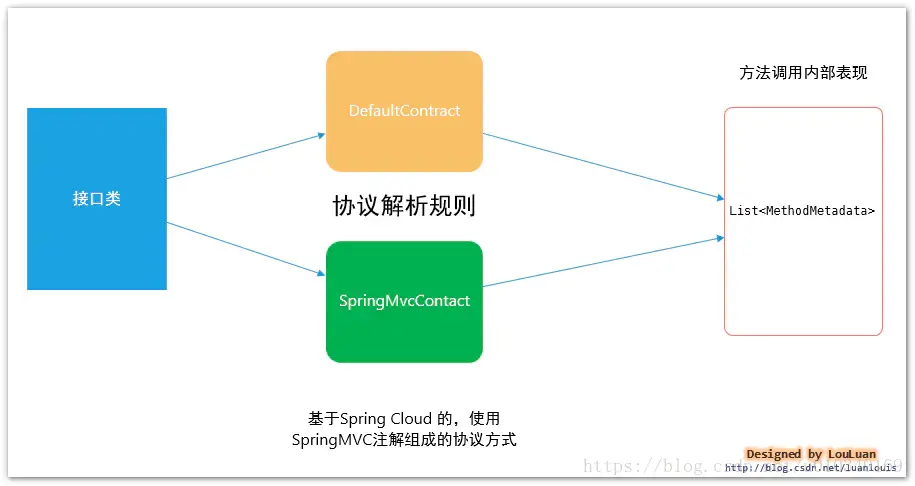 方法调用内部表现
DefaultContract
接口类
协议解析规则
List<MethodMetadata>
SpringMvcContact
基于Spring Cloud 的，使用
SpringMVC注解组成的协议方式
Designed by LouLuan
https://blog.csdn.
http://blog.csdn.net/luanlouis